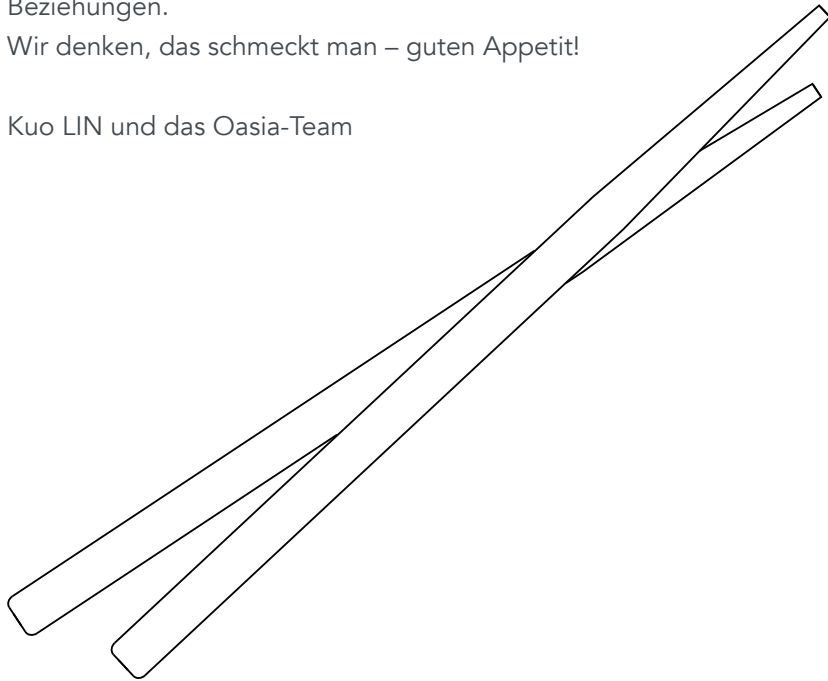 Beziehungen.
Wir denken, das schmeckt man – guten Appetit!
Kuo LIN und das Oasia-Team